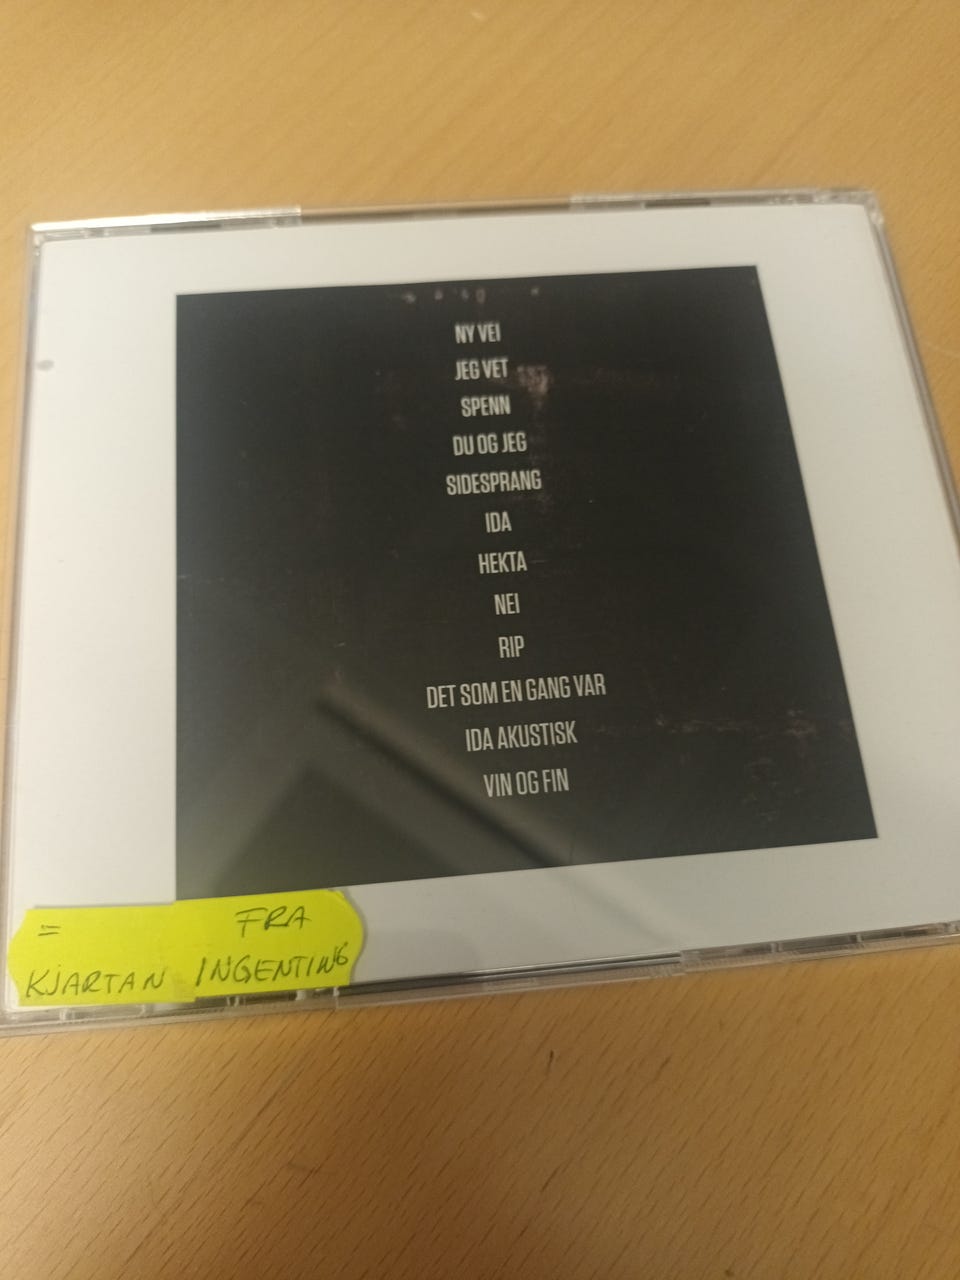 NY VEI
JEG VET
SPENN
DU OG JEG
SIDESPRANG
IDA
HEKTA
NEI
RIP
DET SOM EN GANG VAR
IDA AKUSTISK
VIN OG FIN
= FRA
KJARTAN INGENTING